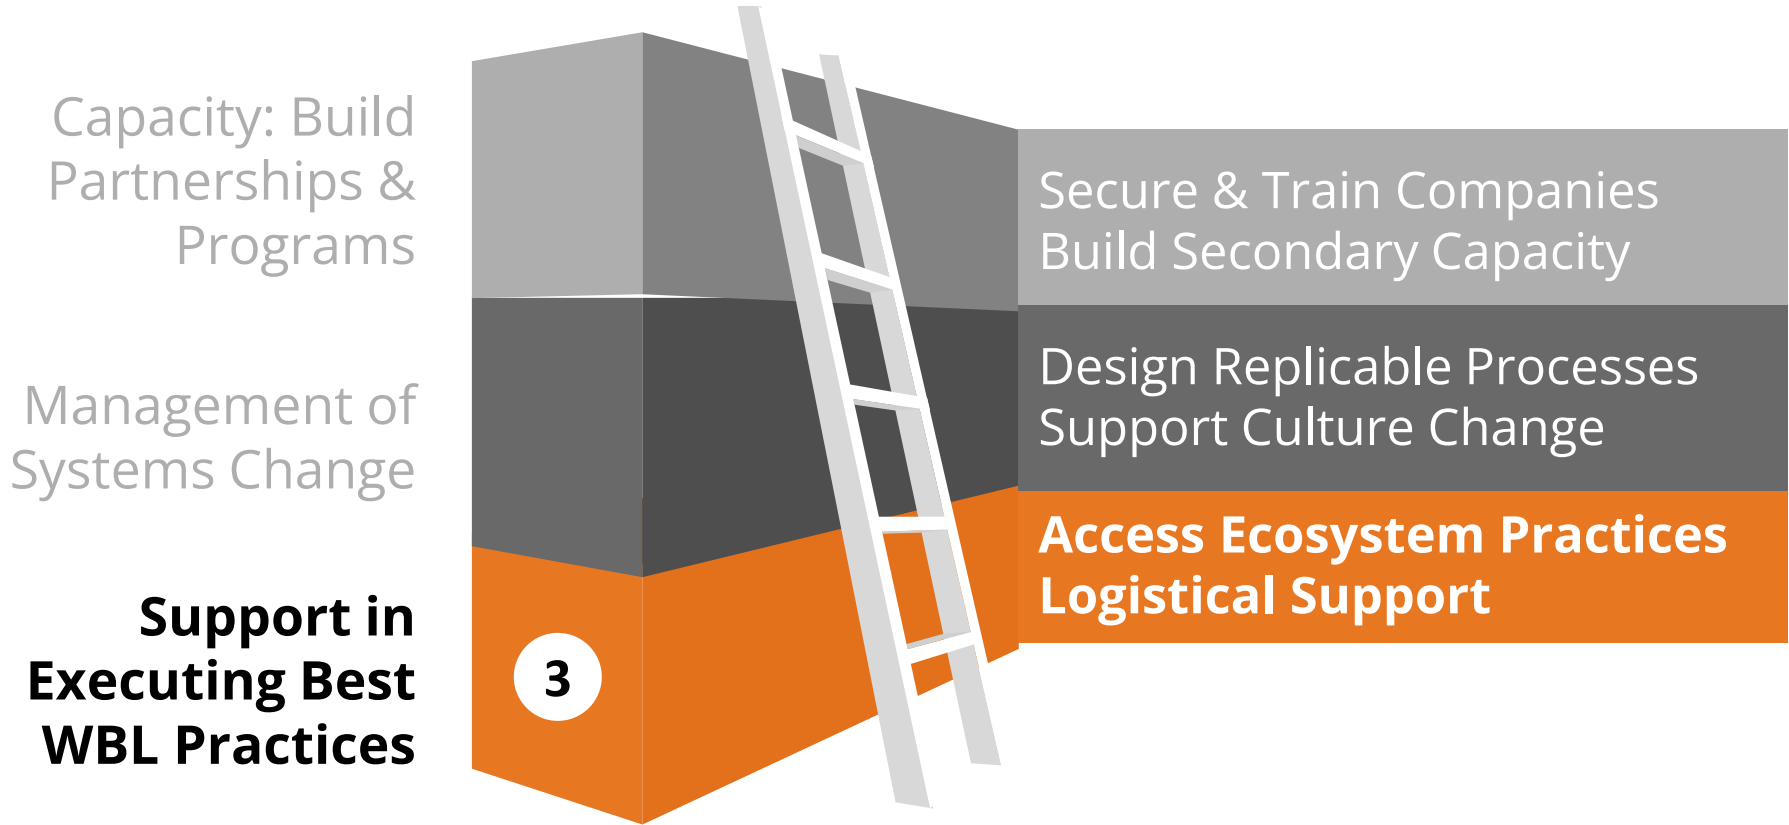 Capacity: Build
Partnerships &
Programs
Secure & Train Companies
Build Secondary Capacity
Management of
Systems Change
Design Replicable Processes
Support Culture Change
Support in
Executing Best
WBL Practices
3
Access Ecosystem Practices
Logistical Support